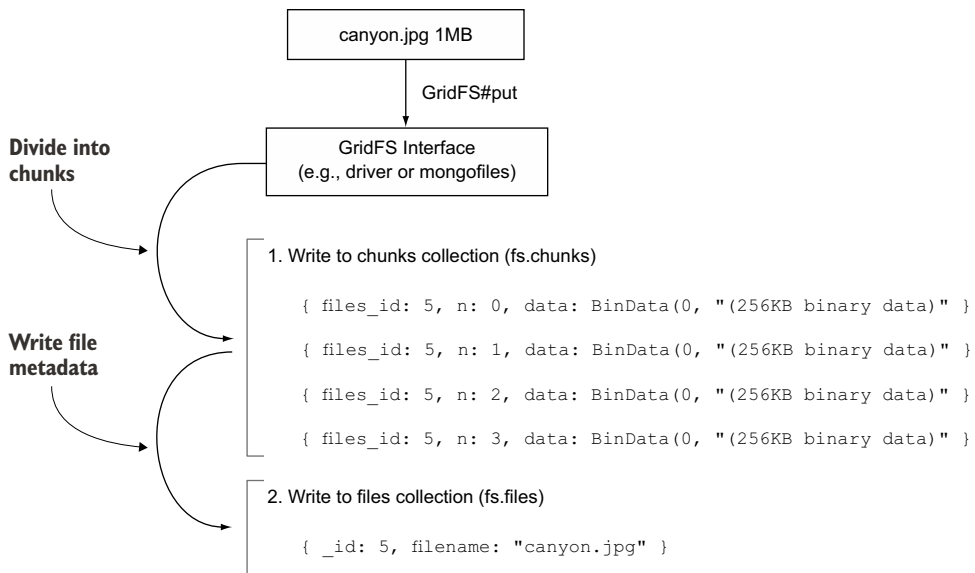 canyon.jpg 1MB
GridFS#put
GridFS Interface
(e.g., driver or mongofiles)
Divide into
chunks
1. Write to chunks collection (fs.chunks)
{ files_id: 5, n: 0, data: BinData(0, "(256KB binary data)" }
{ files_id: 5, n: 1, data: BinData(0, "(256KB binary data)" }
{ files_id: 5, n: 2, data: BinData(0, "(256KB binary data)" }
{ files_id: 5, n: 3, data: BinData(0, "(256KB binary data)" }
Write file
metadata
2. Write to files collection (fs.files)
{ _id: 5, filename: "canyon.jpg" }